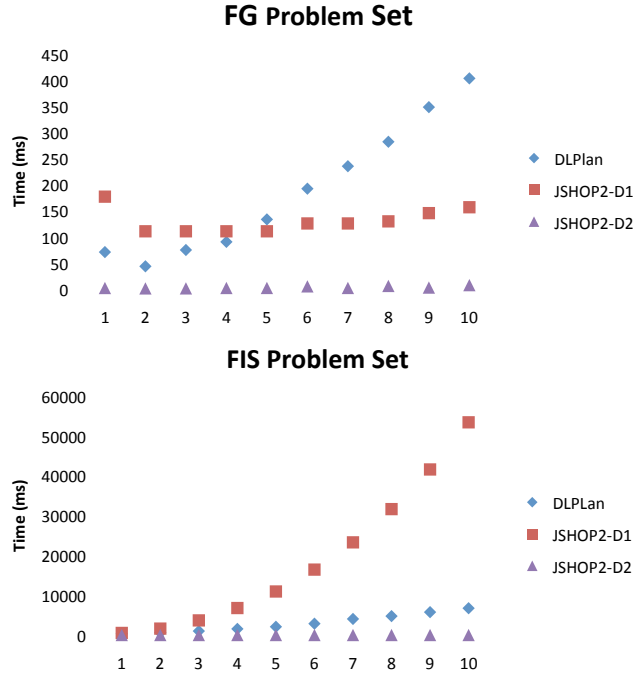 FG Problem Set
450
400
350
300
250
200
150
100
50
0
Time (ms)
1 2 3 4 5 6 7 8 9 10
DLPlan
JSHOP2-D1
JSHOP2-D2
FIS Problem Set
60000
50000
40000
30000
20000
10000
0
Time (ms)
1 2 3 4 5 6 7 8 9 10
DLPLan
JSHOP2-D1
JSHOP2-D2